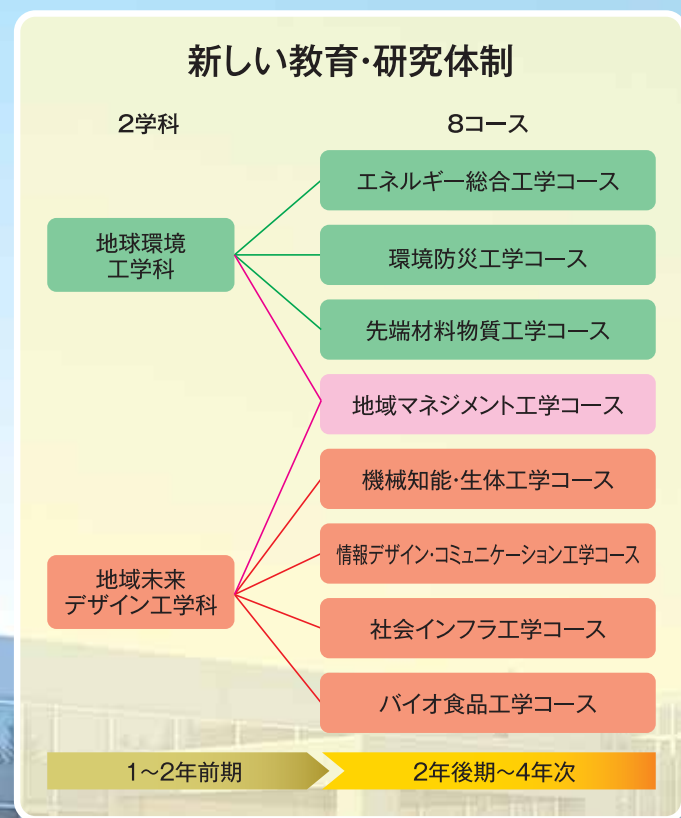 新しい教育・研究体制
2学科
8コース
地球環境
工学科
エネルギー総合工学コース
環境防災工学コース
先端材料物質工学コース
地域マネジメント工学コース
地域未来
デザイン工学科
機械知能・生体工学コース
情報デザイン・コミュニケーション工学コース
社会インフラ工学コース
バイオ食品工学コース
1～2年前期
2年後期～4年次